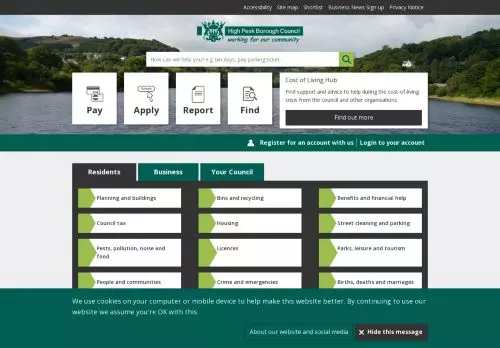 Accessibility Site map Shortlist Business News Sign up Privacy Notice
High Peak Borough Council
working for our community
How can we help you? e.g. bin days, pay parking ticket
Pay
Apply
Report
Find
Cost of Living Hub
Find support and advice to help during the cost-of-living
crisis from the council and other organisations.
Find out more
Register for an account with us Login to your account
Residents Business Your Council
Planning and buildings Bins and recycling Benefits and financial help
Council tax Housing Street cleaning and parking
Pests, pollution, noise and
food
Licences Parks, leisure and tourism
People and communities Crime and emergencies Births, deaths and marriages
We use cookies on your computer or mobile device to help make this website better. By continuing to use our
website we assume you're OK with this.
About our website and social media × Hide this message